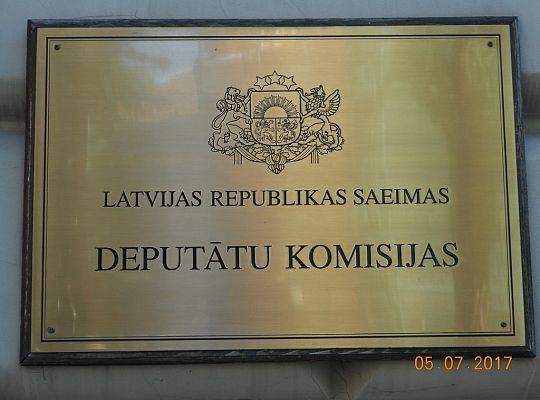 LATVIJAS REPUBLIKAS SAEIMAS
DEPUTĀTU KOMISIJAS
05.07.2017